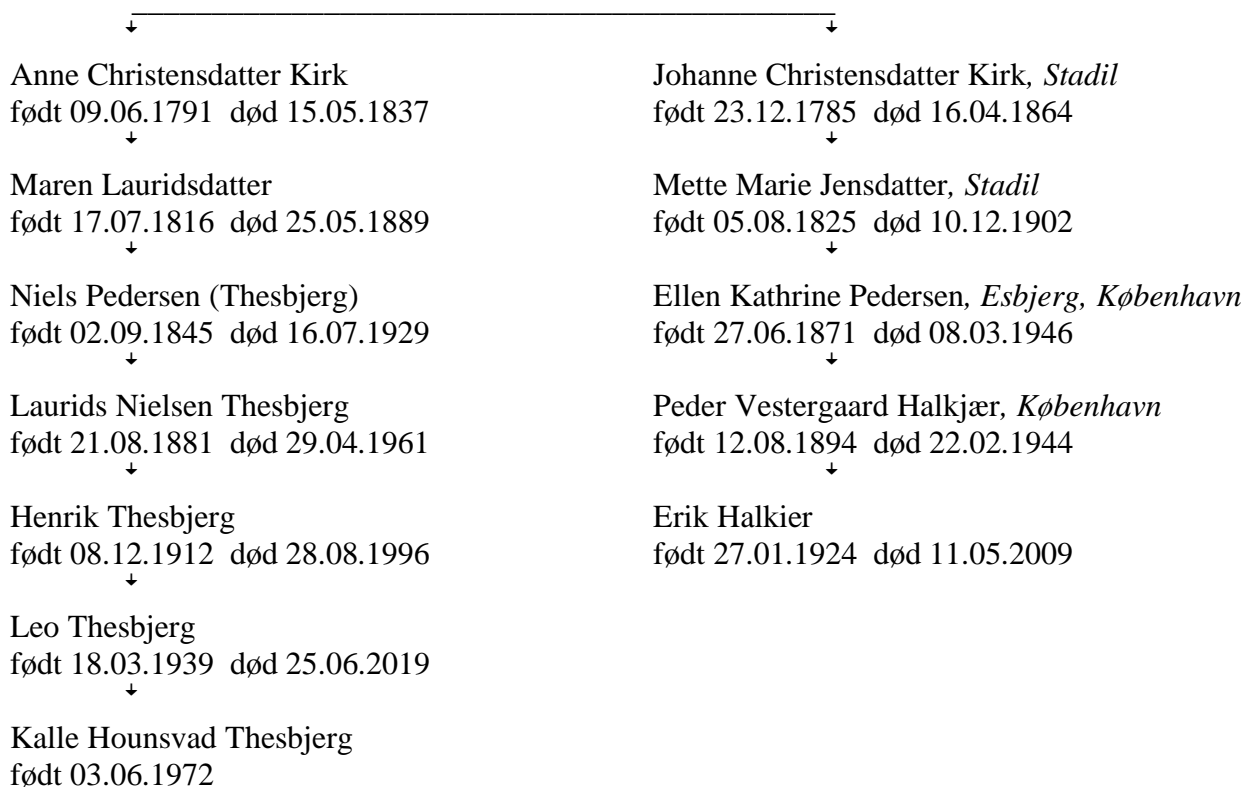 Anne Christensdatter Kirk
født 09.06.1791 død 15.05.1837
Maren Lauridsdatter
født 17.07.1816 død 25.05.1889
Niels Pedersen (Thesbjerg)
født 02.09.1845 død 16.07.1929
Laurids Nielsen Thesbjerg
født 21.08.1881 død 29.04.1961
Henrik Thesbjerg
født 08.12.1912 død 28.08.1996
Leo Thesbjerg
født 18.03.1939 død 25.06.2019
Kalle Hounsvad Thesbjerg
født 03.06.1972
Johanne Christensdatter Kirk, Stadil
født 23.12.1785 død 16.04.1864
Mette Marie Jensdatter, Stadil
født 05.08.1825 død 10.12.1902
Ellen Kathrine Pedersen, Esbjerg, København
født 27.06.1871 død 08.03.1946
Peder Vestergaard Halkjær, København
født 12.08.1894 død 22.02.1944
Erik Halkier
født 27.01.1924 død 11.05.2009